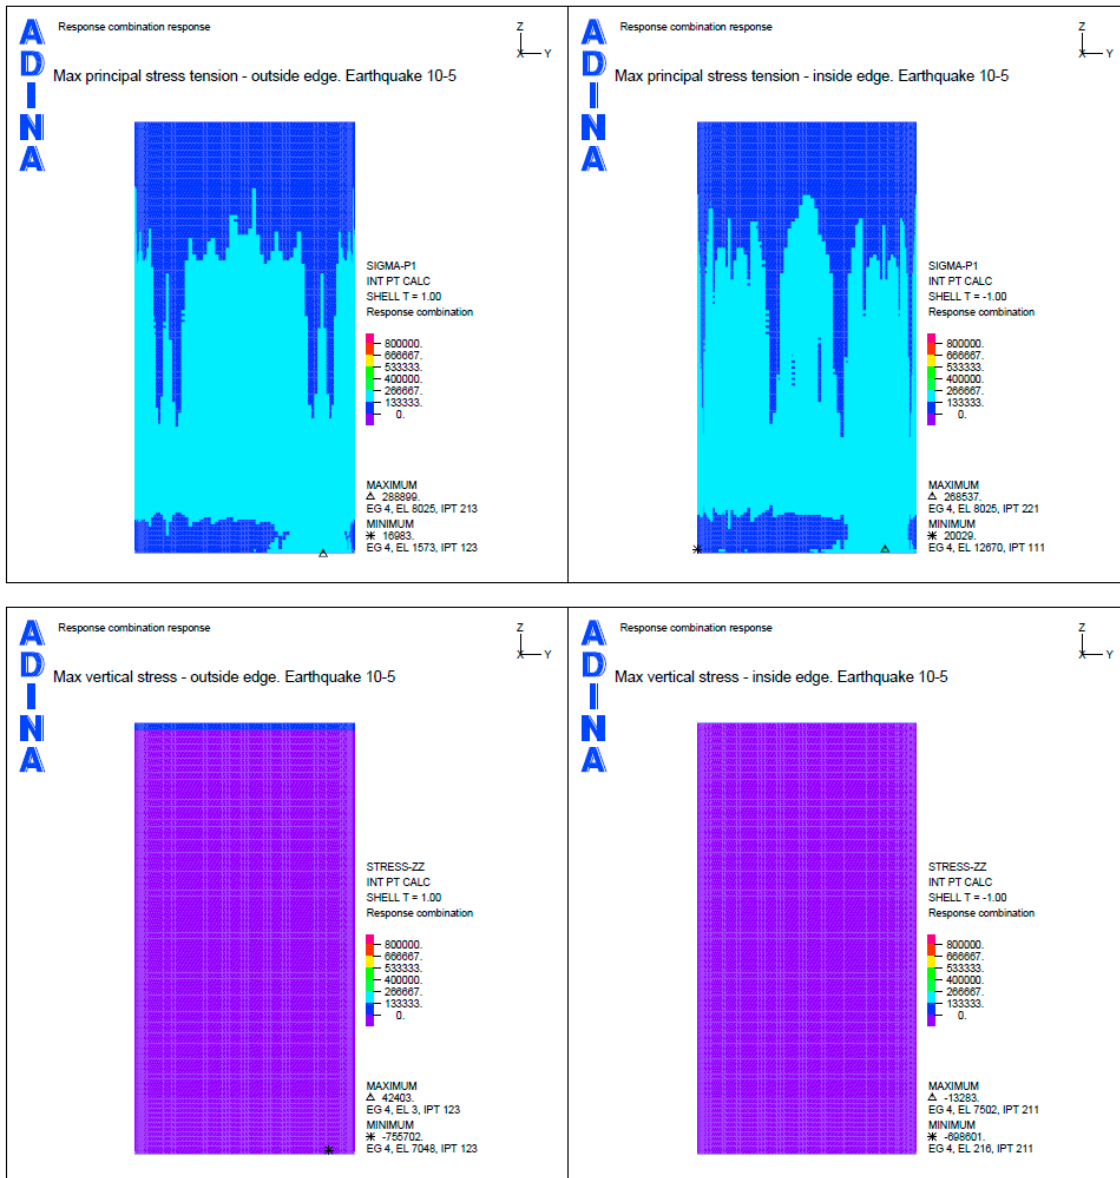 ADINA
Response combination response
Z
X Y
Max principal stress tension - outside edge. Earthquake 10-5
SIGMA-P1
INT PT CALC
SHELL T = 1.00
Response combination
800000.
666667.
533333.
400000.
266667.
133333.
0.
MAXIMUM
288899.
EG 4, EL 8025, IPT 213
MINIMUM
16983.
EG 4, EL 1573, IPT 123
ADINA
Response combination response
Z
X Y
Max principal stress tension - inside edge. Earthquake 10-5
SIGMA-P1
INT PT CALC
SHELL T = -1.00
Response combination
800000.
666667.
533333.
400000.
266667.
133333.
0.
MAXIMUM
268537.
EG 4, EL 8025, IPT 221
MINIMUM
20029.
EG 4, EL 12670, IPT 111
ADINA
Response combination response
Z
X Y
Max vertical stress - outside edge. Earthquake 10-5
STRESS-ZZ
INT PT CALC
SHELL T = 1.00
Response combination
800000.
666667.
533333.
400000.
266667.
133333.
0.
MAXIMUM
42403.
EG 4, EL 3, IPT 123
MINIMUM
-755702.
EG 4, EL 7048, IPT 123
ADINA
Response combination response
Z
X Y
Max vertical stress - inside edge. Earthquake 10-5
STRESS-ZZ
INT PT CALC
SHELL T = -1.00
Response combination
800000.
666667.
533333.
400000.
266667.
133333.
0.
MAXIMUM
-13283.
EG 4, EL 7502, IPT 211
MINIMUM
-698601.
EG 4, EL 216, IPT 211